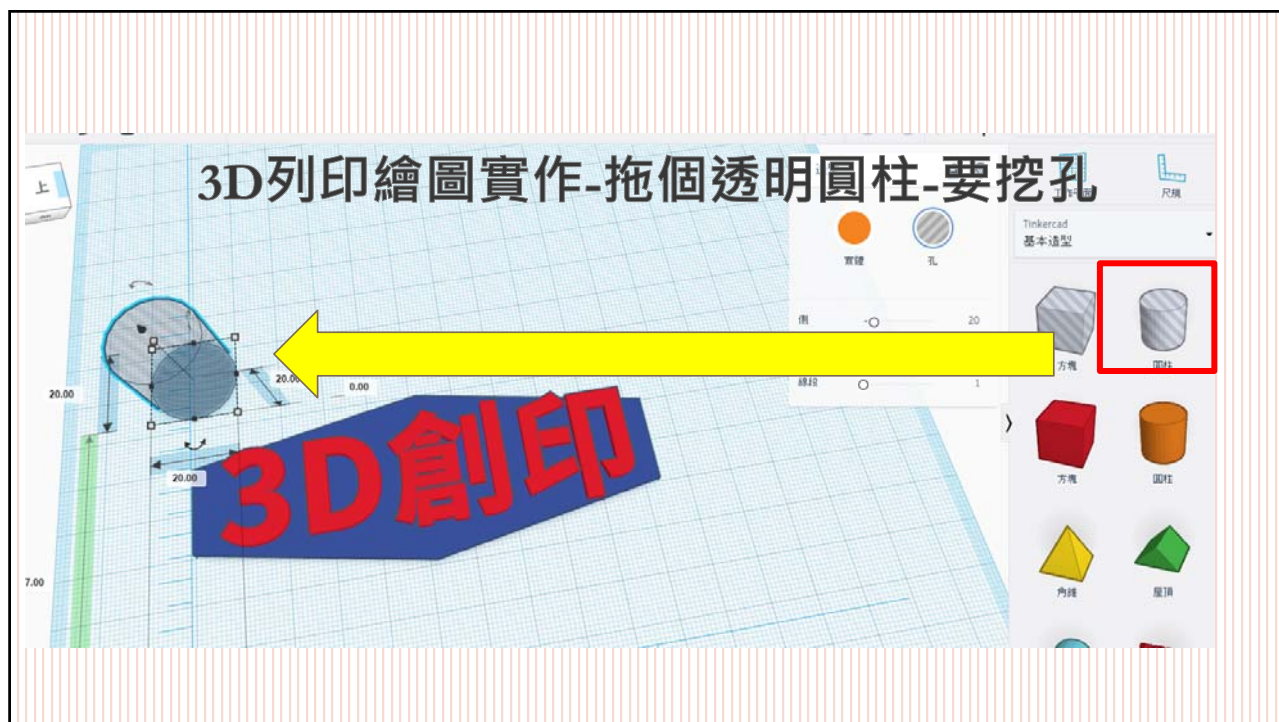 3D列印繪圖實作-拖個透明圓柱-要挖孔
上
尺規
Tinkercad
基本造型
實體
孔
側
20
線段
1
方塊
圓柱
20.00
20.00
0.00
20.00
3D創印
方塊
圓柱
7.00
角錐
屋頂